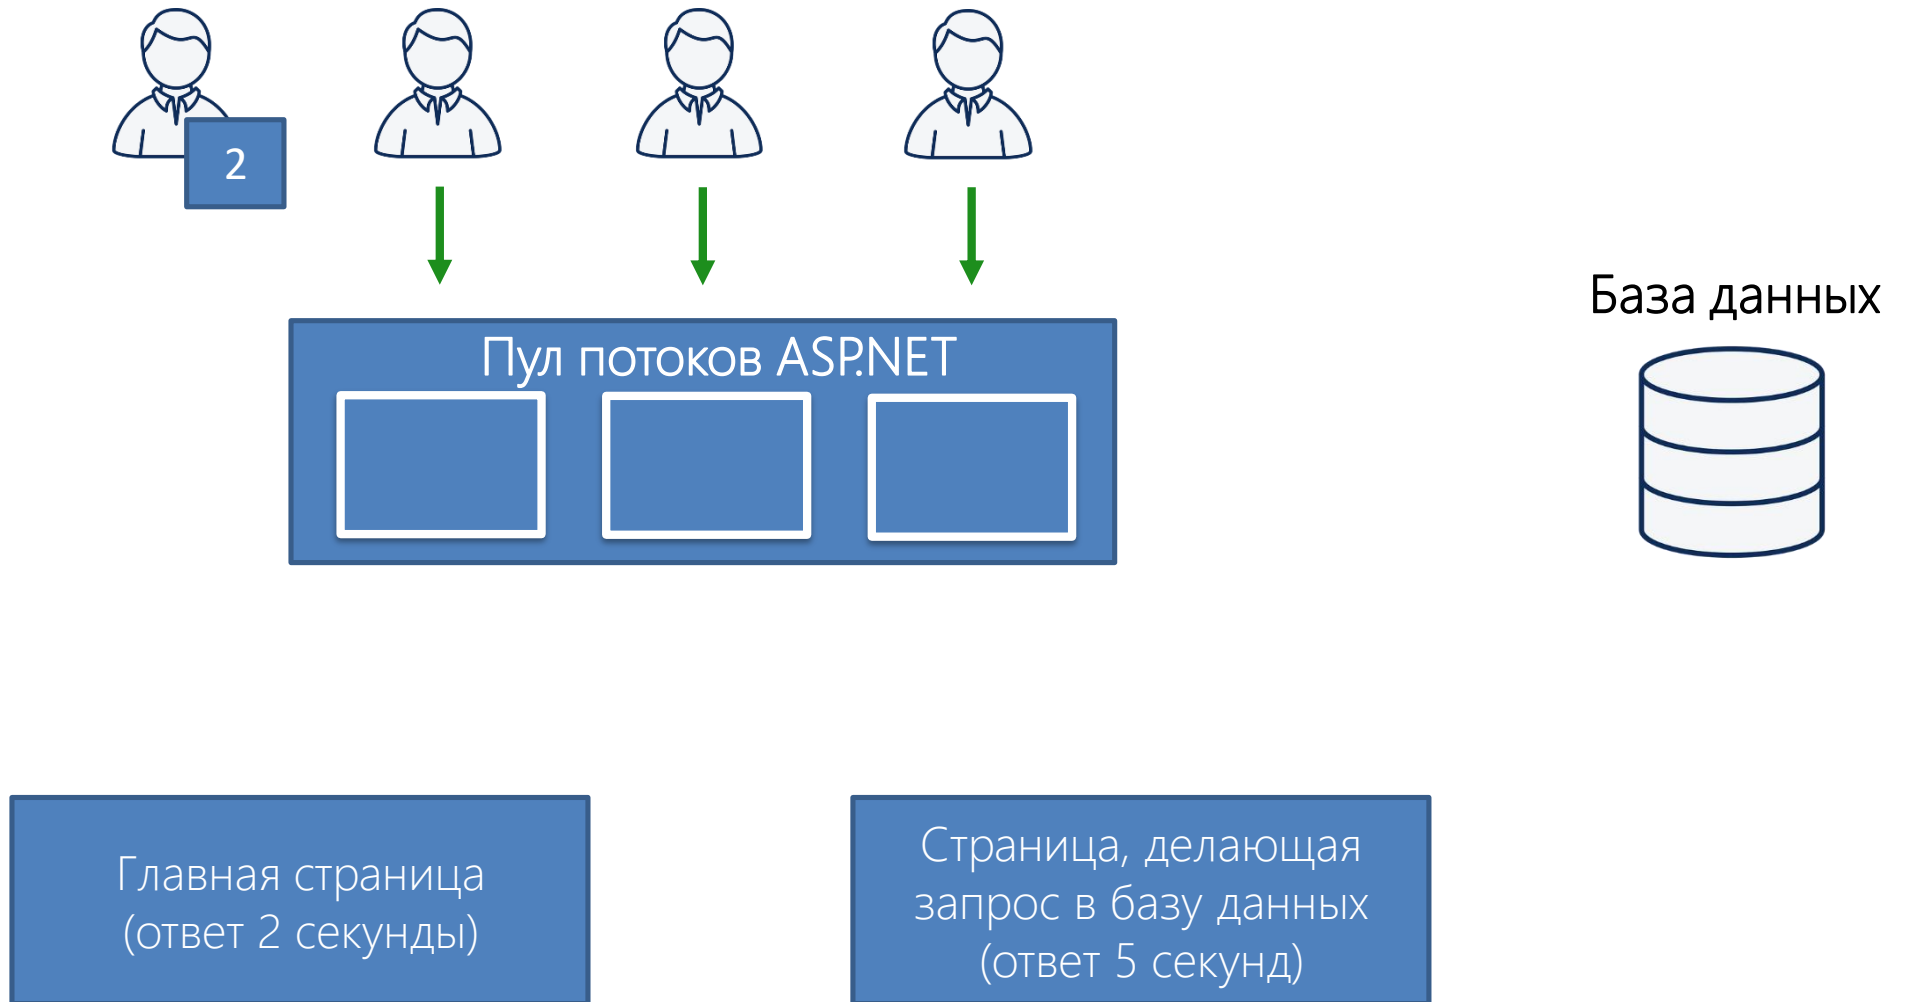 2
База данных
Пул потоков ASP.NET
Главная страница
(ответ 2 секунды)
Страница, делающая
запрос в базу данных
(ответ 5 секунд)